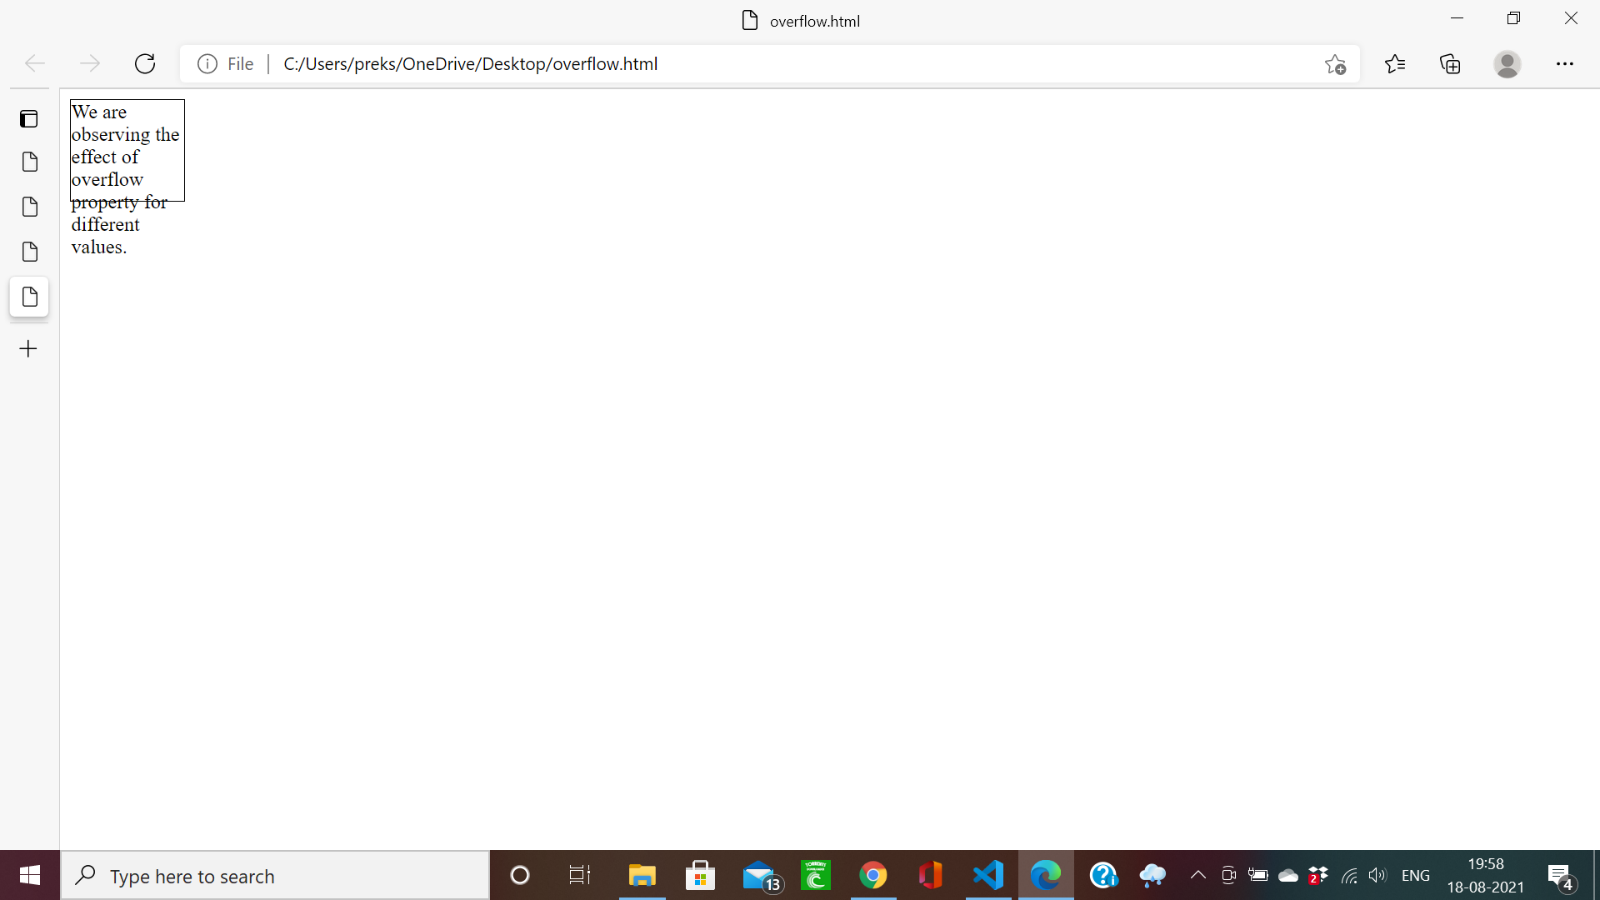 overflow.html
File
C:/Users/preks/OneDrive/Desktop/overflow.html
We are
observing the
effect of
overflow
property for
different
values.
Type here to search
13
2
ENG
19:58
18-08-2021
4